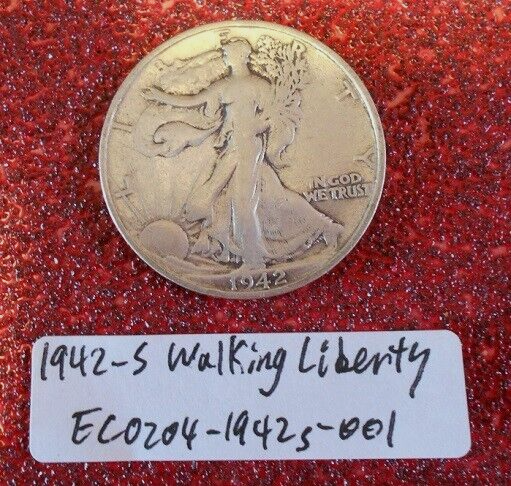 LIBERTY
IN GOD
WE TRUST
1942
1942-S Walking Liberty
EC0204-1942s-001